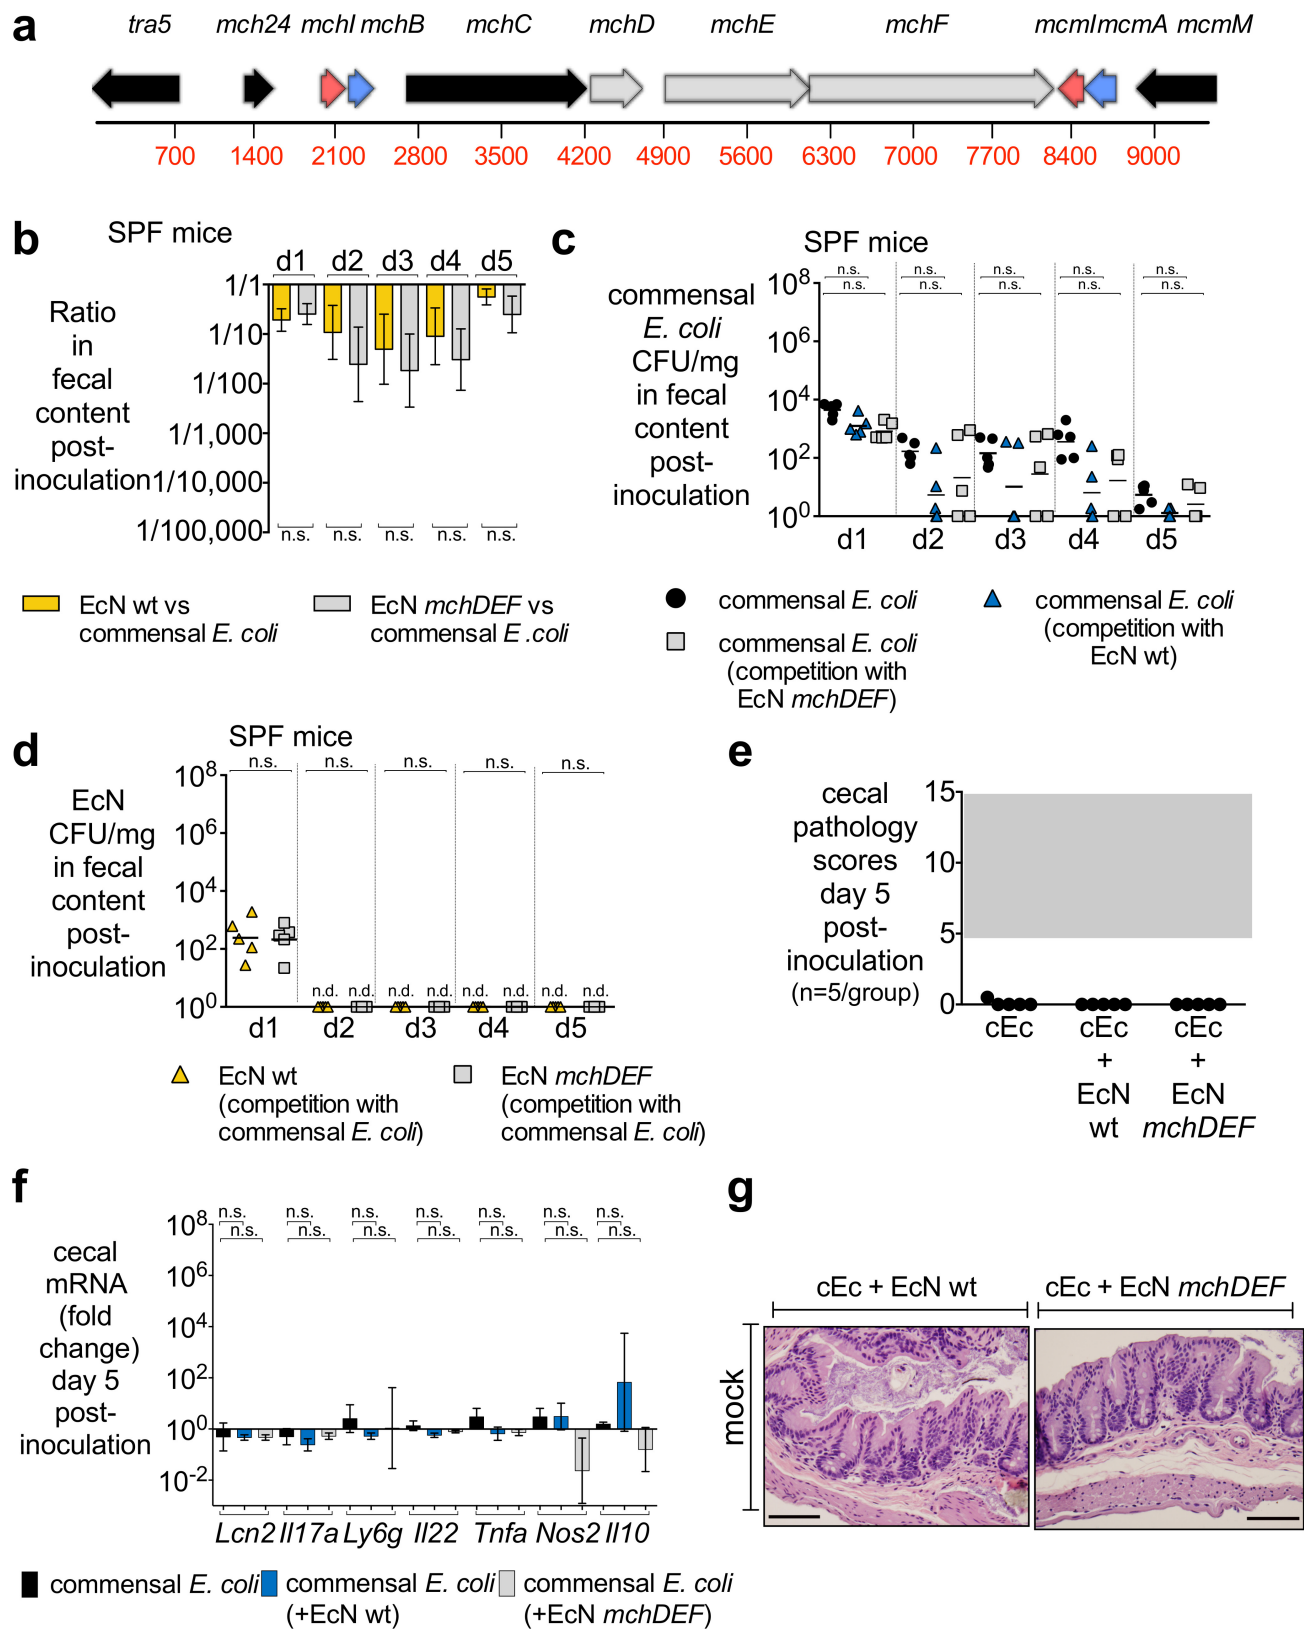 a
tra5 mch24 mchI mchB mchC mchD mchE mchF mcmI mcmA mcmM
700 1400 2100 2800 3500 4200 4900 5600 6300 7000 7700 8400 9000
b
SPF mice
d1 d2 d3 d4 d5
Ratio
in
fecal
content
post-
inoculation
1/1
1/10
1/100
1/1,000
1/10,000
1/100,000
n.s. n.s. n.s. n.s. n.s.
EcN wt vs
commensal E. coli
EcN mchDEF vs
commensal E .coli
c
SPF mice
n.s. n.s. n.s. n.s. n.s.
n.s. n.s. n.s. n.s. n.s.
commensal
E. coli
CFU/mg
in fecal
content
post-
inoculation
10^8
10^6
10^4
10^2
10^0
d1 d2 d3 d4 d5
commensal E. coli
commensal E. coli
(competition with
EcN wt)
commensal E. coli
(competition with
EcN mchDEF)
d
SPF mice
n.s. n.s. n.s. n.s. n.s.
EcN
CFU/mg
in fecal
content
post-
inoculation
10^8
10^6
10^4
10^2
10^0
n.d. n.d. n.d. n.d. n.d. n.d. n.d. n.d.
d1 d2 d3 d4 d5
EcN wt
(competition with
commensal E. coli)
EcN mchDEF
(competition with
commensal E. coli)
e
cecal
pathology
scores
day 5
post-
inoculation
(n=5/group)
15
10
5
0
cEc
cEc
+
EcN
wt
cEc
+
EcN
mchDEF
f
n.s. n.s. n.s. n.s. n.s. n.s. n.s.
n.s. n.s. n.s. n.s. n.s. n.s. n.s.
cecal
mRNA
(fold
change)
day 5
post-
inoculation
10^8
10^6
10^4
10^2
10^0
10^-2
Lcn2 Il17a Ly6g Il22 Tnfa Nos2 Il10
commensal E. coli
commensal E. coli
(+EcN wt)
commensal E. coli
(+EcN mchDEF)
g
cEc + EcN wt
cEc + EcN mchDEF
mock